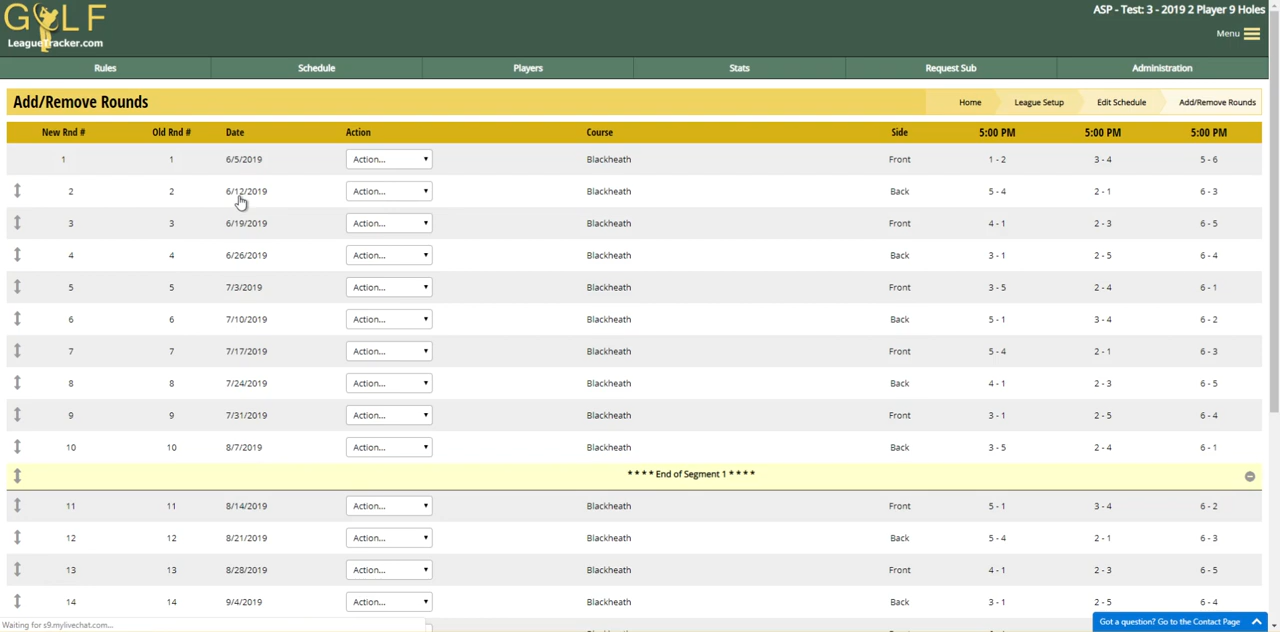 GOLF
LeagueTracker.com
ASP - Test: 3 - 2019 2 Player 9 Holes
Menu
Rules Schedule Players Stats Request Sub Administration
Add/Remove Rounds Home League Setup Edit Schedule Add/Remove Rounds
New Rnd # Old Rnd # Date Action Course Side 5:00 PM 5:00 PM 5:00 PM
1 1 6/5/2019 Action... Blackheath Front 1 - 2 3 - 4 5 - 6
2 2 6/12/2019 Action... Blackheath Back 5 - 4 2 - 1 6 - 3
3 3 6/19/2019 Action... Blackheath Front 4 - 1 2 - 3 6 - 5
4 4 6/26/2019 Action... Blackheath Back 3 - 1 2 - 5 6 - 4
5 5 7/3/2019 Action... Blackheath Front 3 - 5 2 - 4 6 - 1
6 6 7/10/2019 Action... Blackheath Back 5 - 1 3 - 4 6 - 2
7 7 7/17/2019 Action... Blackheath Front 5 - 4 2 - 1 6 - 3
8 8 7/24/2019 Action... Blackheath Back 4 - 1 2 - 3 6 - 5
9 9 7/31/2019 Action... Blackheath Front 3 - 1 2 - 5 6 - 4
10 10 8/7/2019 Action... Blackheath Back 3 - 5 2 - 4 6 - 1
* * * * End of Segment 1 * * * *
11 11 8/14/2019 Action... Blackheath Front 5 - 1 3 - 4 6 - 2
12 12 8/21/2019 Action... Blackheath Back 5 - 4 2 - 1 6 - 3
13 13 8/28/2019 Action... Blackheath Front 4 - 1 2 - 3 6 - 5
14 14 9/4/2019 Action... Blackheath Back 3 - 1 2 - 5 6 - 4
Waiting for s9.mylivechat.com...
Got a question? Go to the Contact Page